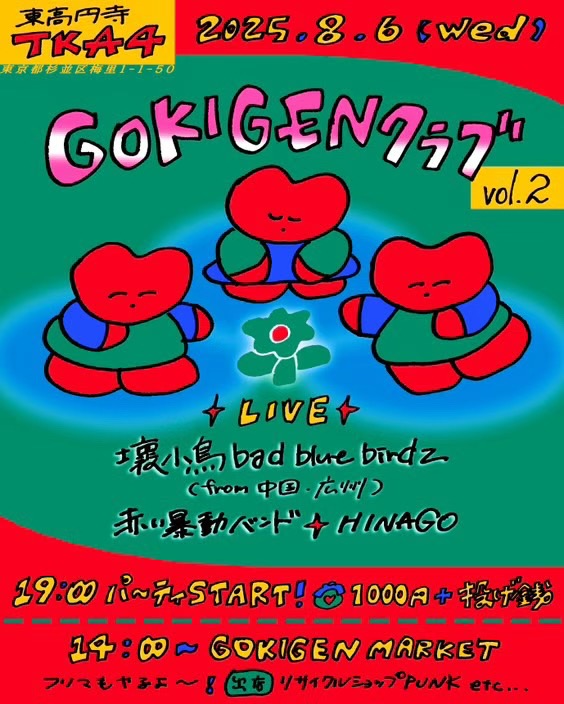 東高円寺
TKA4
東京都杉並区梅里1-1-50
2025.8.6 (wed)
GOKIGENクラブ
vol.2
LIVE
壞小鳥 bad blue birdz
(from 中国・広州)
赤い暴動バンド HINAGO
19:00 パーティSTART! 1000円+投げ銭
14:00~ GOKIGEN MARKET
フリマもやるよ〜! 出店 リサイクルショップPUNK etc...